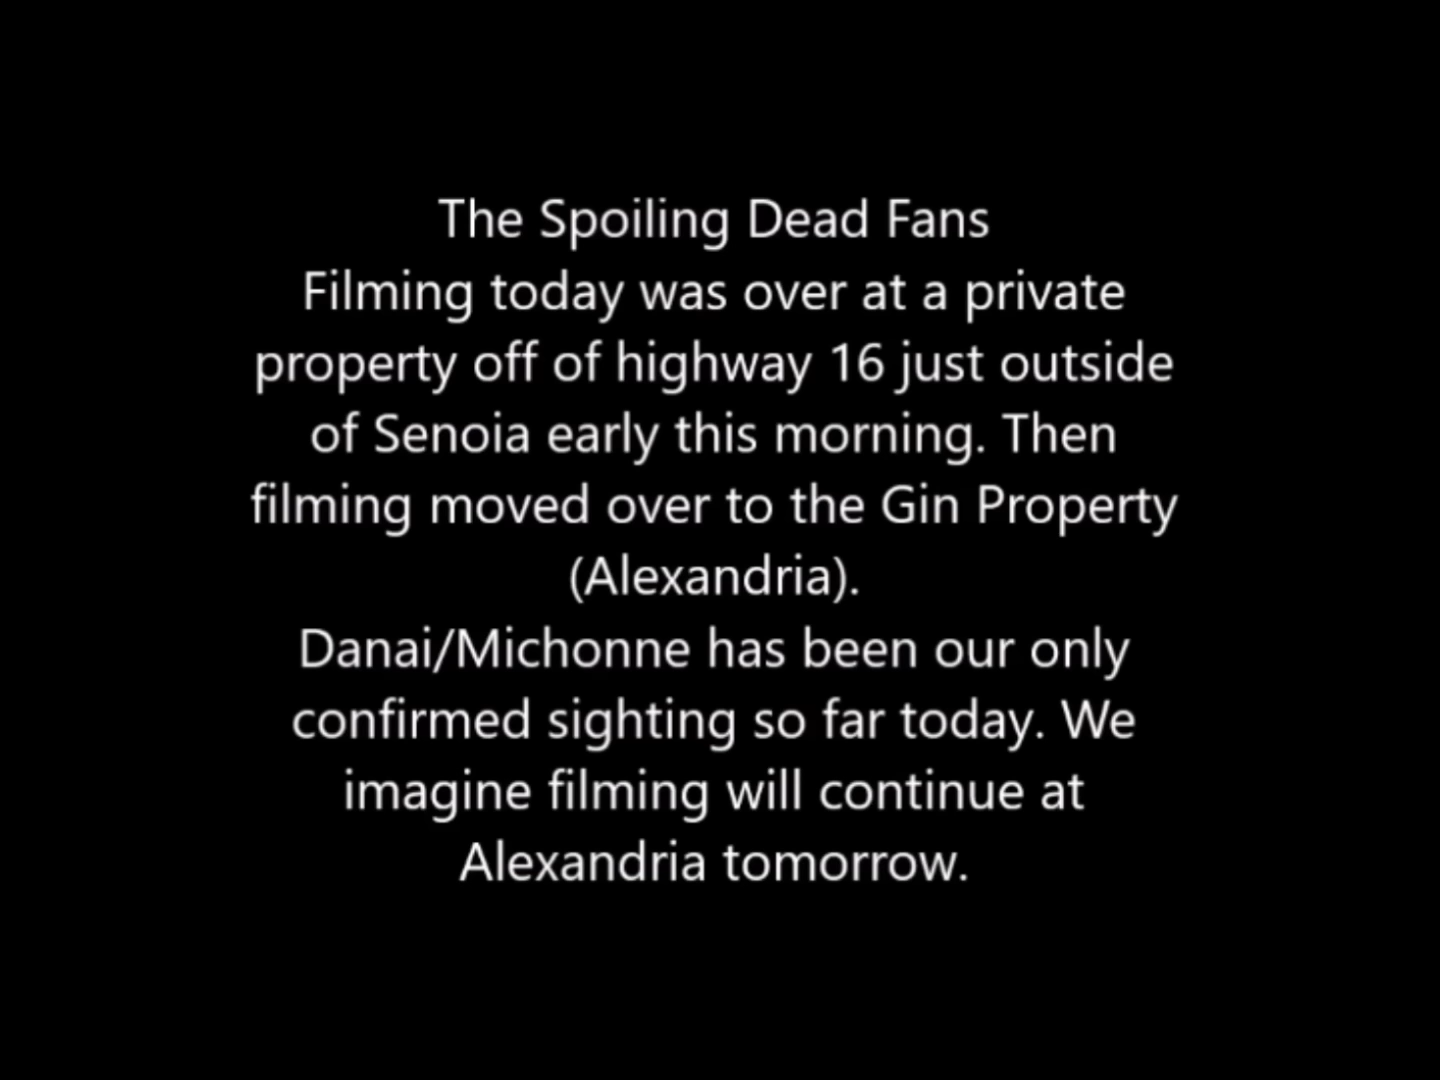 The Spoiling Dead Fans
Filming today was over at a private
property off of highway 16 just outside
of Senoia early this morning. Then
filming moved over to the Gin Property
(Alexandria).
Danai/Michonne has been our only
confirmed sighting so far today. We
imagine filming will continue at
Alexandria tomorrow.